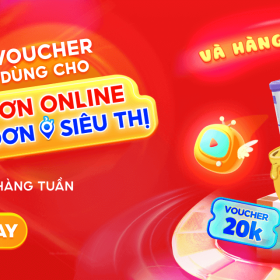 VOUCHER
DÙNG CHO
ƠN ONLINE
ĐƠN SIÊU THỊ
HÀNG TUẦN
AY
VÀ HÀNG
VOUCHER
20k